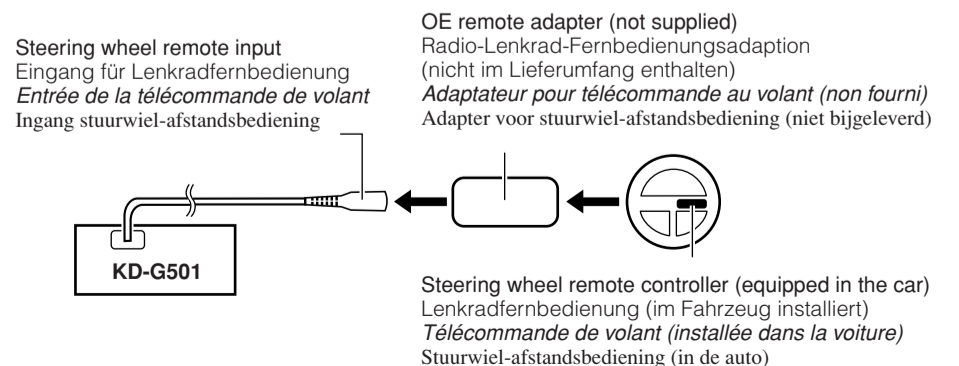 OE remote adapter (not supplied)
Radio-Lenkrad-Fernbedienungsadaption
(nicht im Lieferumfang enthalten)
Adaptateur pour télécommande au volant (non fourni)
Adapter voor stuurwiel-afstandsbediening (niet bijgeleverd)
Steering wheel remote input
Eingang für Lenkradfernbedienung
Entrée de la télécommande de volant
Ingang stuurwiel-afstandsbediening
KD-G501
Steering wheel remote controller (equipped in the car)
Lenkradfernbedienung (im Fahrzeug installiert)
Télécommande de volant (installée dans la voiture)
Stuurwiel-afstandsbediening (in de auto)